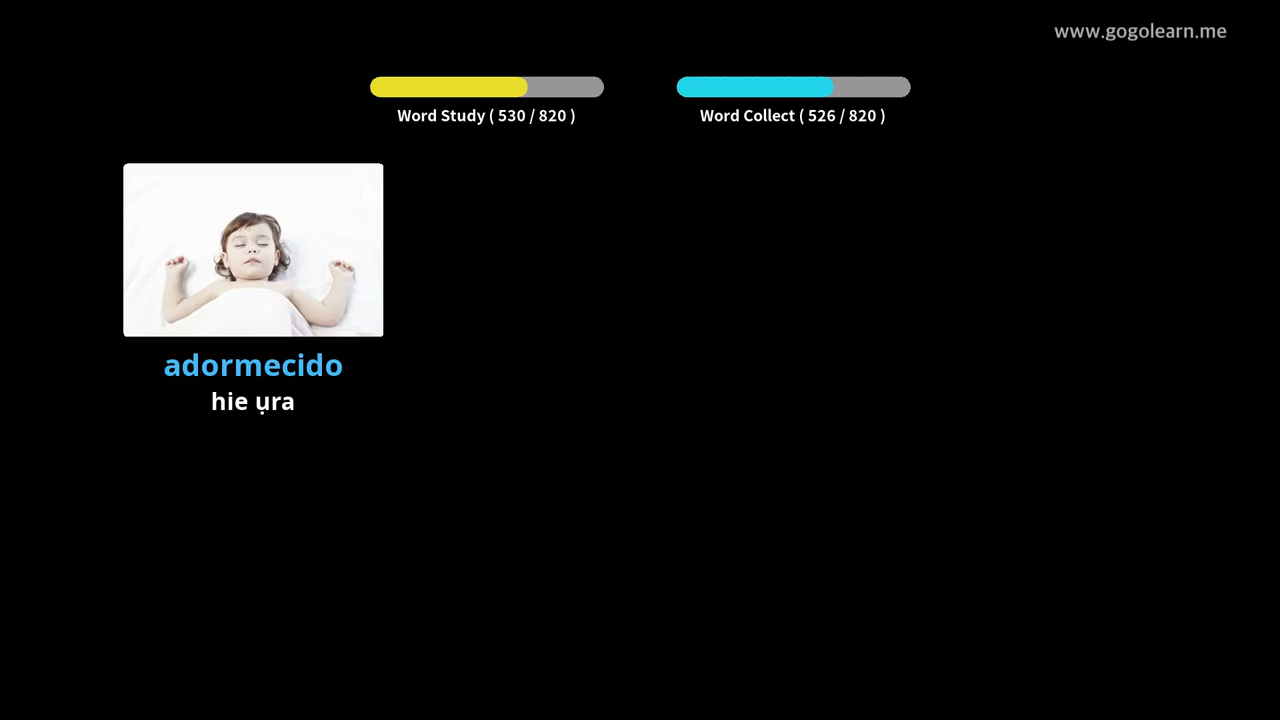 www.gogolearn.me
Word Study ( 530 / 820 )
Word Collect ( 526 / 820 )
adormecido
hie ụra